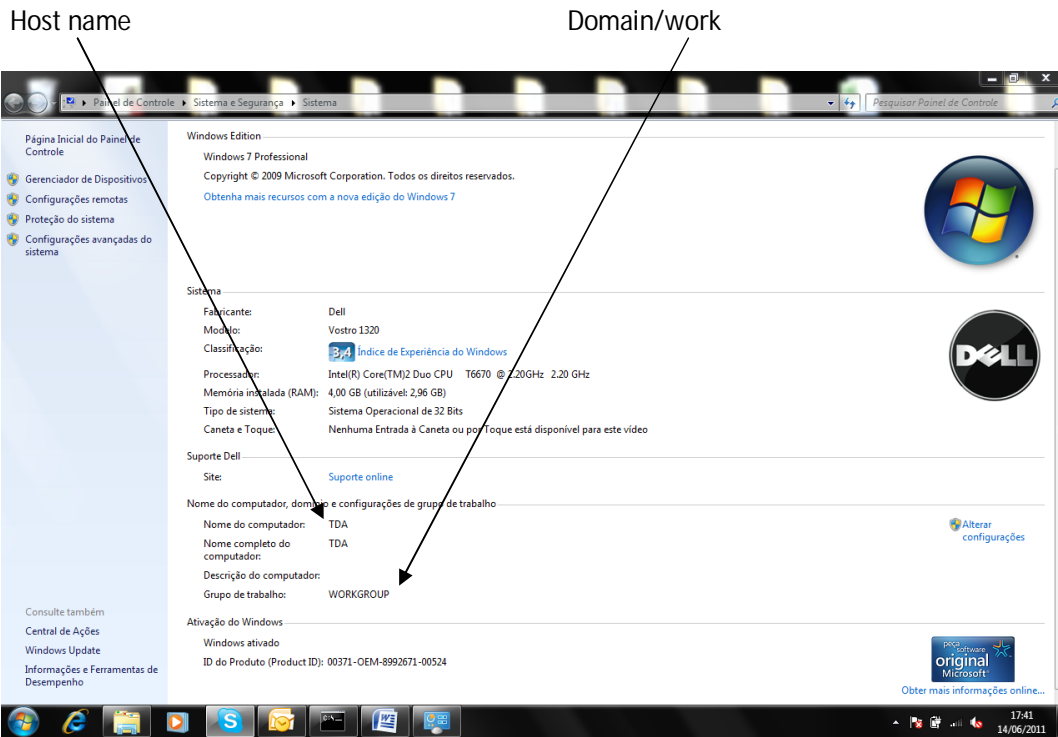 Host name Domain/work
Painel de Controle Sistema e Segurança Sistema Pesquisar Painel de Controle
Página Inicial do Painel de
Controle
Gerenciador de Dispositivos
Configurações remotas
Proteção do sistema
Configurações avançadas do
sistema
Consulte também
Central de Ações
Windows Update
Informações e Ferramentas de
Desempenho
Windows Edition
Windows 7 Professional
Copyright © 2009 Microsoft Corporation. Todos os direitos reservados.
Obtenha mais recursos com a nova edição do Windows 7
Sistema
Fabricante: Dell
Modelo: Vostro 1320
Classificação: 3,4 Índice de Experiência do Windows
Processador: Intel(R) Core(TM)2 Duo CPU T6670 @ 2.20GHz 2.20 GHz
Memória instalada (RAM): 4,00 GB (utilizável: 2,96 GB)
Tipo de sistema: Sistema Operacional de 32 Bits
Caneta e Toque: Nenhuma Entrada à Caneta ou por Toque está disponível para este vídeo
DELL
Suporte Dell
Site: Suporte online
Nome do computador, domínio e configurações de grupo de trabalho
Nome do computador: TDA
Nome completo do TDA
computador:
Descrição do computador:
Grupo de trabalho: WORKGROUP
Alterar
configurações
Ativação do Windows
Windows ativado
ID do Produto (Product ID): 00371-OEM-8992671-00524
peça
software
original
Microsoft
Obter mais informações online...
17:41
14/06/2011